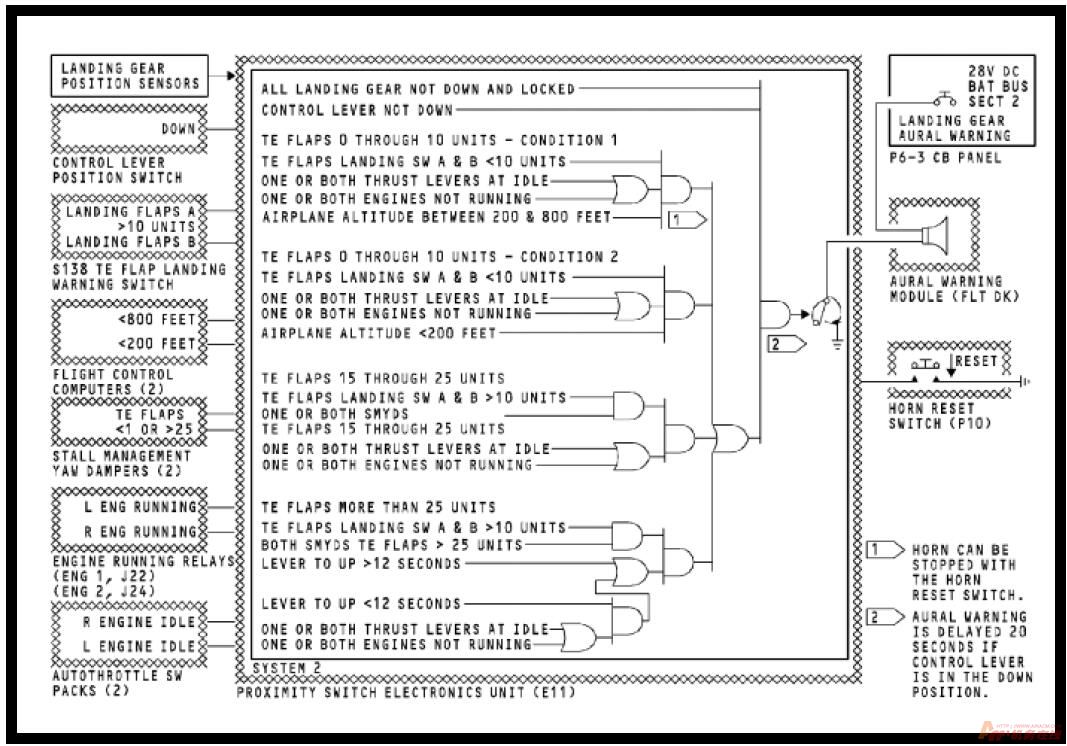 LANDING GEAR
POSITION SENSORS
DOWN
CONTROL LEVER
POSITION SWITCH
LANDING FLAPS A
>10 UNITS
LANDING FLAPS B
S138 TE FLAP LANDING
WARNING SWITCH
<800 FEET
<200 FEET
FLIGHT CONTROL
COMPUTERS (2)
TE FLAPS
<1 OR >25
STALL MANAGEMENT
YAW DAMPERS (2)
L ENG RUNNING
R ENG RUNNING
ENGINE RUNNING RELAYS
(ENG 1, J22)
(ENG 2, J24)
R ENGINE IDLE
L ENGINE IDLE
AUTOTHROTTLE SW
PACKS (2)
ALL LANDING GEAR NOT DOWN AND LOCKED
CONTROL LEVER NOT DOWN
TE FLAPS 0 THROUGH 10 UNITS - CONDITION 1
TE FLAPS LANDING SW A & B <10 UNITS
ONE OR BOTH THRUST LEVERS AT IDLE
ONE OR BOTH ENGINES NOT RUNNING
AIRPLANE ALTITUDE BETWEEN 200 & 800 FEET
1
TE FLAPS 0 THROUGH 10 UNITS - CONDITION 2
TE FLAPS LANDING SW A & B <10 UNITS
ONE OR BOTH THRUST LEVERS AT IDLE
ONE OR BOTH ENGINES NOT RUNNING
AIRPLANE ALTITUDE <200 FEET
2
TE FLAPS 15 THROUGH 25 UNITS
TE FLAPS LANDING SW A & B >10 UNITS
ONE OR BOTH SMYDS
TE FLAPS 15 THROUGH 25 UNITS
ONE OR BOTH THRUST LEVERS AT IDLE
ONE OR BOTH ENGINES NOT RUNNING
TE FLAPS MORE THAN 25 UNITS
TE FLAPS LANDING SW A & B >10 UNITS
BOTH SMYDS TE FLAPS > 25 UNITS
LEVER TO UP >12 SECONDS
LEVER TO UP <12 SECONDS
ONE OR BOTH THRUST LEVERS AT IDLE
ONE OR BOTH ENGINES NOT RUNNING
SYSTEM 2
PROXIMITY SWITCH ELECTRONICS UNIT (E11)
28V DC
BAT BUS
SECT 2
LANDING GEAR
AURAL WARNING
P6-3 CB PANEL
AURAL WARNING
MODULE (FLT DK)
RESET
HORN RESET
SWITCH (P10)
1 HORN CAN BE
STOPPED WITH
THE HORN
RESET SWITCH.
2 AURAL WARNING
IS DELAYED 20
SECONDS IF
CONTROL LEVER
IS IN THE DOWN
POSITION.